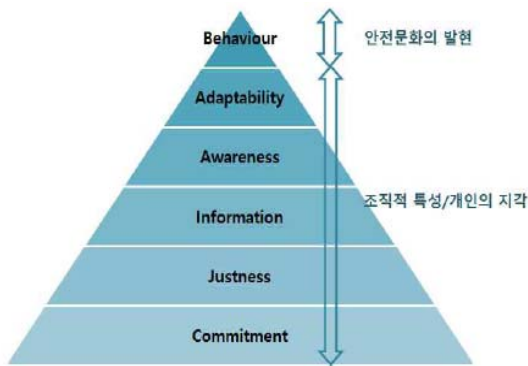 Behaviour
안전문화의 발현
Adaptability
Awareness
조직적 특성/개인의 지각
Information
Justness
Commitment